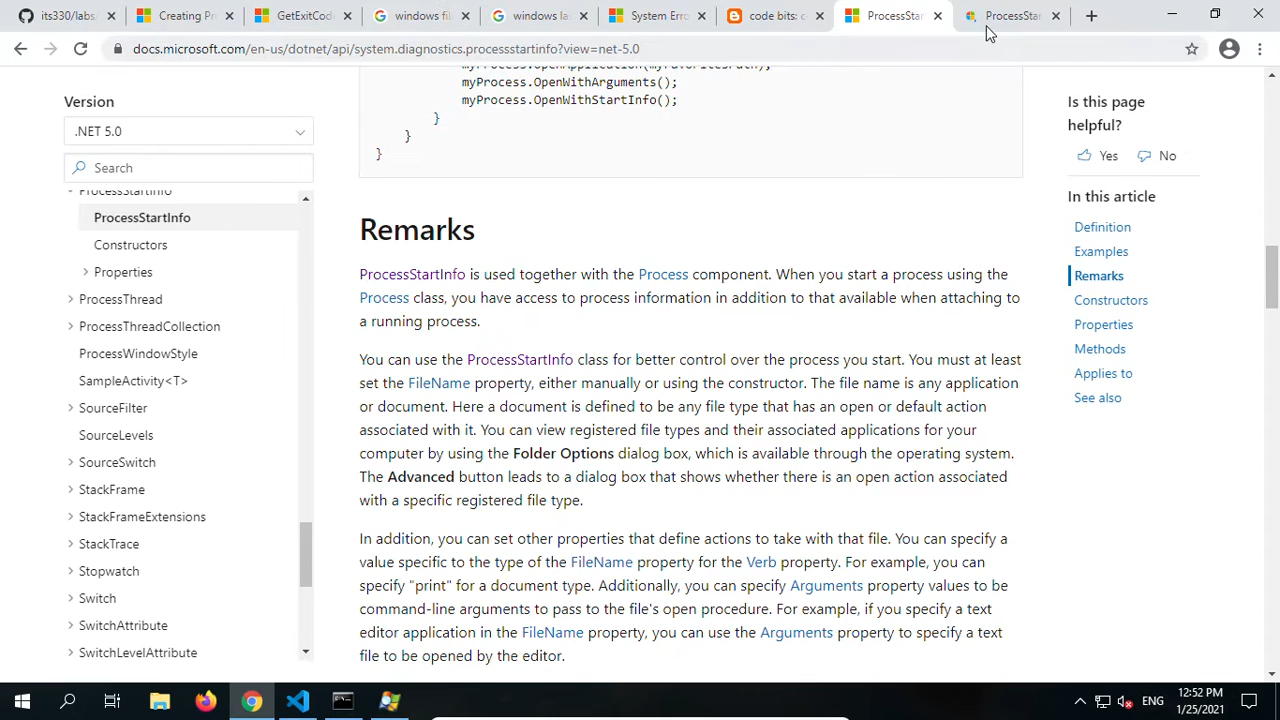 its330/labs/
Creating Pr
GetExitCod
windows fil
windows las
System Erro
code bits: c
ProcessStar
ProcessStar
docs.microsoft.com/en-us/dotnet/api/system.diagnostics.processstartinfo?view=net-5.0
Version
.NET 5.0
Search
ProcessStartInfo
ProcessStartInfo
Constructors
Properties
ProcessThread
ProcessThreadCollection
ProcessWindowStyle
SampleActivity<T>
SourceFilter
SourceLevels
SourceSwitch
StackFrame
StackFrameExtensions
StackTrace
Stopwatch
Switch
SwitchAttribute
SwitchLevelAttribute
myProcess.OpenApplication(myFavoritesPath);
myProcess.OpenWithArguments();
myProcess.OpenWithStartInfo();
}
}
}
Remarks
ProcessStartInfo is used together with the Process component. When you start a process using the
Process class, you have access to process information in addition to that available when attaching to
a running process.
You can use the ProcessStartInfo class for better control over the process you start. You must at least
set the FileName property, either manually or using the constructor. The file name is any application
or document. Here a document is defined to be any file type that has an open or default action
associated with it. You can view registered file types and their associated applications for your
computer by using the Folder Options dialog box, which is available through the operating system.
The Advanced button leads to a dialog box that shows whether there is an open action associated
with a specific registered file type.
In addition, you can set other properties that define actions to take with that file. You can specify a
value specific to the type of the FileName property for the Verb property. For example, you can
specify "print" for a document type. Additionally, you can specify Arguments property values to be
command-line arguments to pass to the file's open procedure. For example, if you specify a text
editor application in the FileName property, you can use the Arguments property to specify a text
file to be opened by the editor.
Is this page
helpful?
Yes No
In this article
Definition
Examples
Remarks
Constructors
Properties
Methods
Applies to
See also
ENG
12:52 PM
1/25/2021